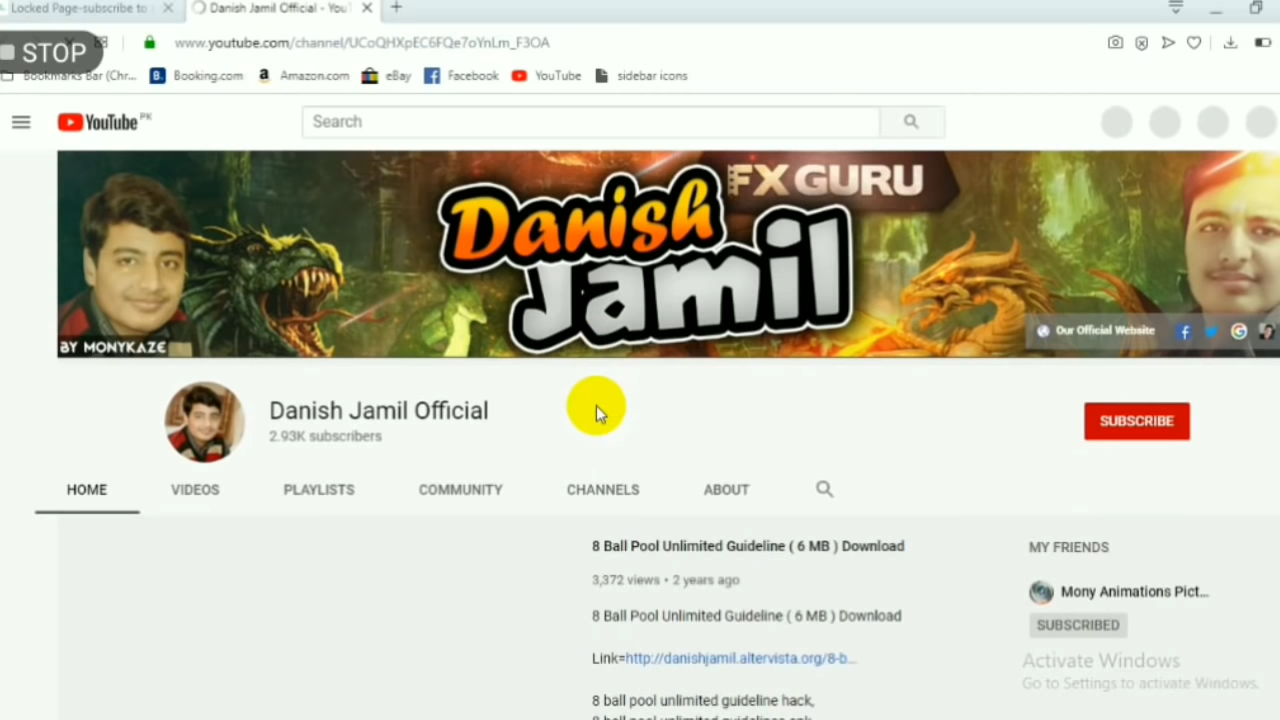 Locked Page-subscribe to
Danish Jamil Official - You
STOP
www.youtube.com/channel/UCoQHXpEC6FQe7oYnLm_F3OA
Bookmarks Bar (Chr...
Booking.com
Amazon.com
eBay
Facebook
YouTube
sidebar icons
YouTube PK
Search
FX GURU
Danish
Jamil
BY MONYKAZE
Our Official Website
Danish Jamil Official
2.93K subscribers
SUBSCRIBE
HOME
VIDEOS
PLAYLISTS
COMMUNITY
CHANNELS
ABOUT
8 Ball Pool Unlimited Guideline ( 6 MB ) Download
3,372 views • 2 years ago
8 Ball Pool Unlimited Guideline ( 6 MB ) Download
Link=http://danishjamil.altervista.org/8-b...
8 ball pool unlimited guideline hack,
MY FRIENDS
Mony Animations Pict...
SUBSCRIBED
Activate Windows
Go to Settings to activate Windows.